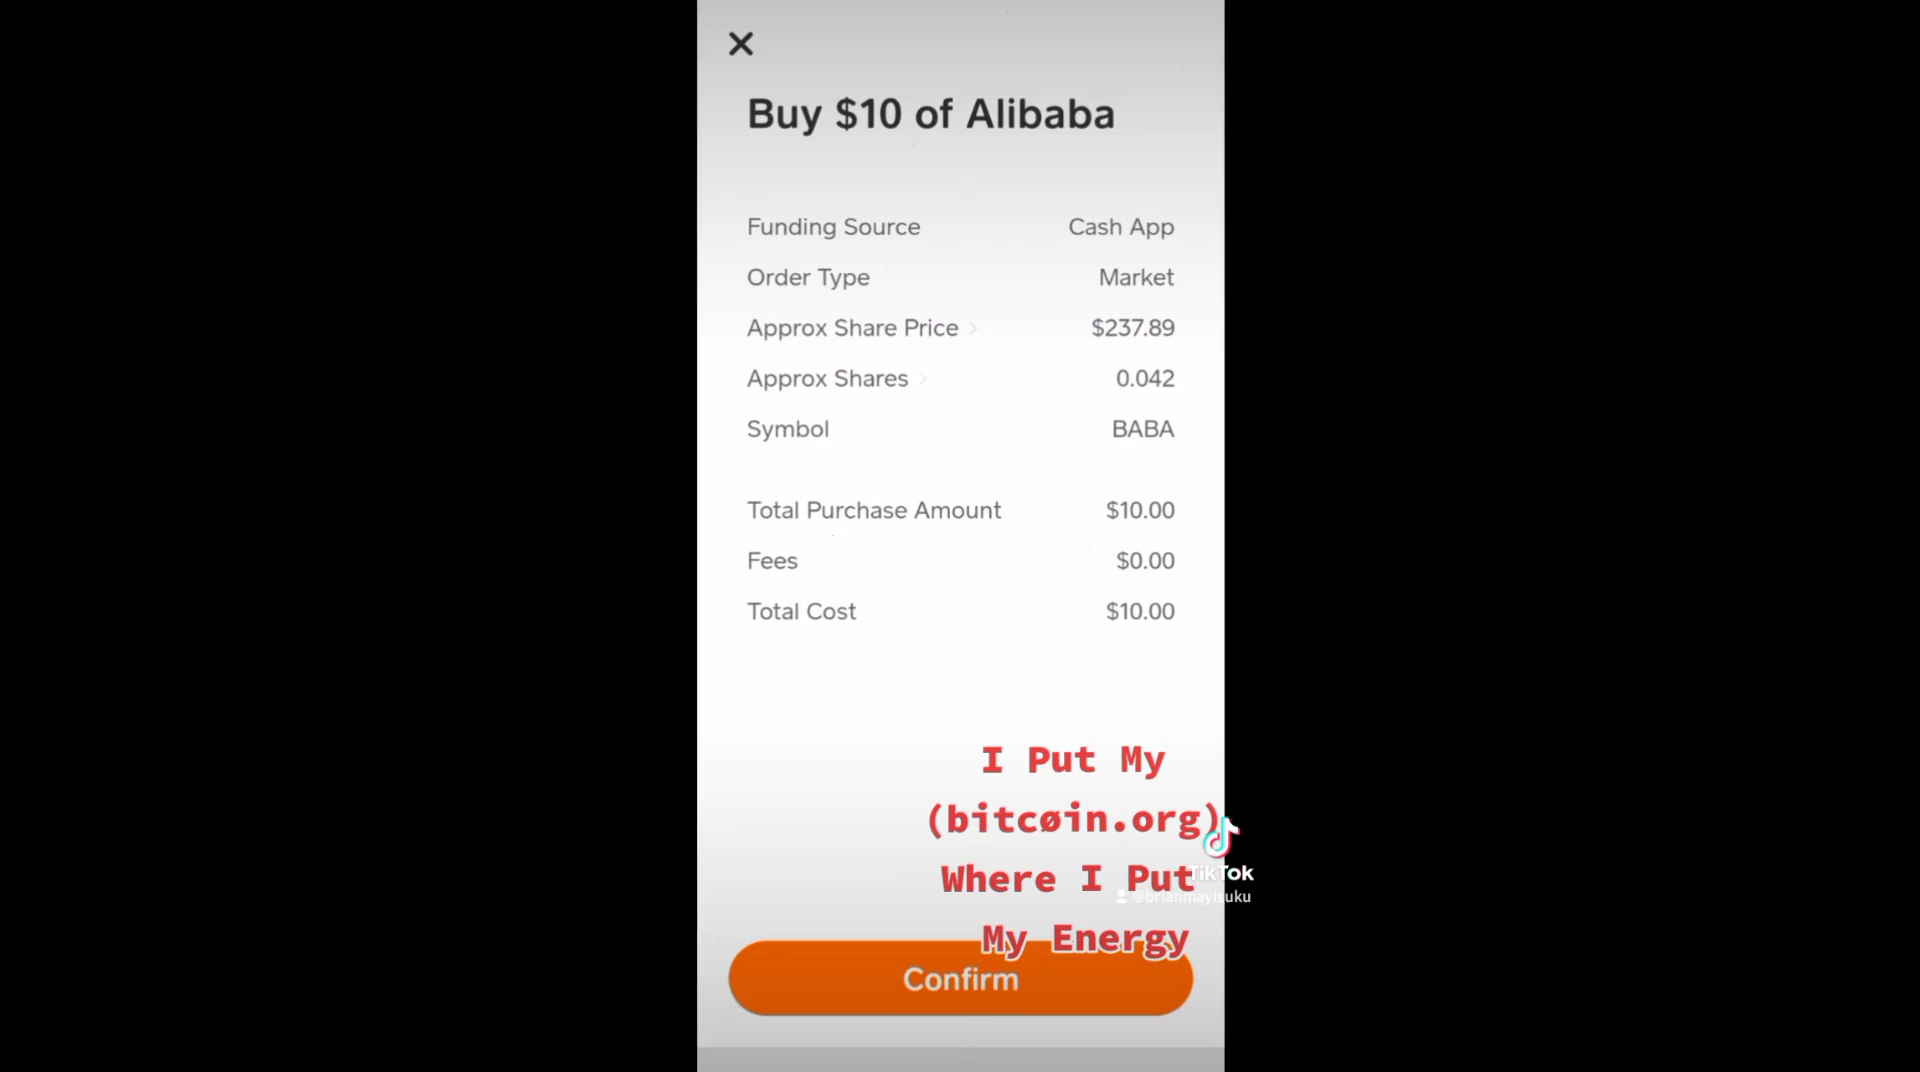 Buy $10 of Alibaba
Funding Source Cash App
Order Type Market
Approx Share Price > $237.89
Approx Shares > 0.042
Symbol BABA
Total Purchase Amount $10.00
Fees $0.00
Total Cost $10.00
I Put My
(bitcøin.org)
Where I Put
My Energy
TikTok
@brianmayisuku
Confirm